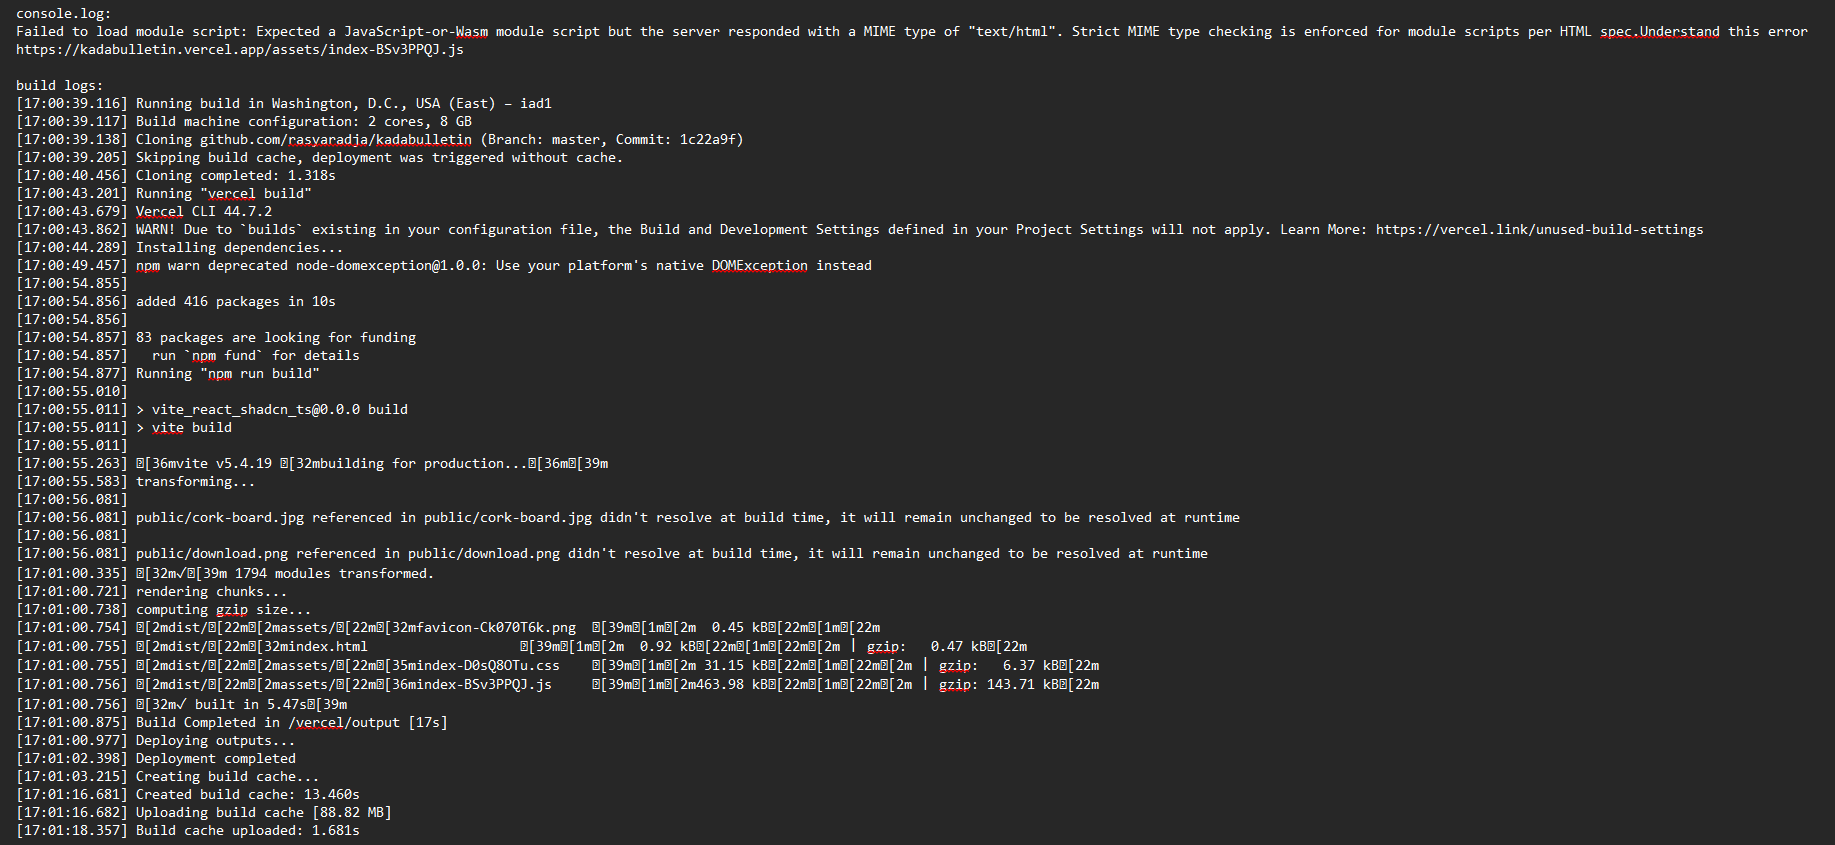 console.log:
Failed to load module script: Expected a JavaScript-or-Wasm module script but the server responded with a MIME type of "text/html". Strict MIME type checking is enforced for module scripts per HTML spec.Understand this error
https://kadabulletin.vercel.app/assets/index-BSv3PPQJ.js
build logs:
[17:00:39.116] Running build in Washington, D.C., USA (East) – iad1
[17:00:39.117] Build machine configuration: 2 cores, 8 GB
[17:00:39.138] Cloning github.com/rasyaradja/kadabulletin (Branch: master, Commit: 1c22a9f)
[17:00:39.205] Skipping build cache, deployment was triggered without cache.
[17:00:40.456] Cloning completed: 1.318s
[17:00:43.201] Running "vercel build"
[17:00:43.679] Vercel CLI 44.7.2
[17:00:43.862] WARN! Due to `builds` existing in your configuration file, the Build and Development Settings defined in your Project Settings will not apply. Learn More: https://vercel.link/unused-build-settings
[17:00:44.289] Installing dependencies...
[17:00:49.457] npm warn deprecated node-domexception@1.0.0: Use your platform's native DOMException instead
[17:00:54.855]
[17:00:54.856] added 416 packages in 10s
[17:00:54.856]
[17:00:54.857] 83 packages are looking for funding
[17:00:54.857]   run `npm fund` for details
[17:00:54.877] Running "npm run build"
[17:00:55.010]
[17:00:55.011] > vite_react_shadcn_ts@0.0.0 build
[17:00:55.011] > vite build
[17:00:55.011]
[17:00:55.263] [36mvite v5.4.19 [32mbuilding for production...[36m[39m
[17:00:55.583] transforming...
[17:00:56.081]
[17:00:56.081] public/cork-board.jpg referenced in public/cork-board.jpg didn't resolve at build time, it will remain unchanged to be resolved at runtime
[17:00:56.081]
[17:00:56.081] public/download.png referenced in public/download.png didn't resolve at build time, it will remain unchanged to be resolved at runtime
[17:01:00.335] [32m✓[39m 1794 modules transformed.
[17:01:00.721] rendering chunks...
[17:01:00.738] computing gzip size...
[17:01:00.754] [2mdist/[22m[2massets/[22m[32mfavicon-Ck070T6k.png  [39m[1m[2m  0.45 kB[22m[1m[22m
[17:01:00.755] [2mdist/[22m[32mindex.html                   [39m[1m[2m  0.92 kB[22m[1m[22m[2m | gzip:   0.47 kB[22m
[17:01:00.755] [2mdist/[22m[2massets/[22m[35mindex-D0sQ8OTu.css    [39m[1m[2m 31.15 kB[22m[1m[22m[2m | gzip:   6.37 kB[22m
[17:01:00.756] [2mdist/[22m[2massets/[22m[36mindex-BSv3PPQJ.js     [39m[1m[2m463.98 kB[22m[1m[22m[2m | gzip: 143.71 kB[22m
[17:01:00.756] [32m✓ built in 5.47s[39m
[17:01:00.875] Build Completed in /vercel/output [17s]
[17:01:00.977] Deploying outputs...
[17:01:02.398] Deployment completed
[17:01:03.215] Creating build cache...
[17:01:16.681] Created build cache: 13.460s
[17:01:16.682] Uploading build cache [88.82 MB]
[17:01:18.357] Build cache uploaded: 1.681s